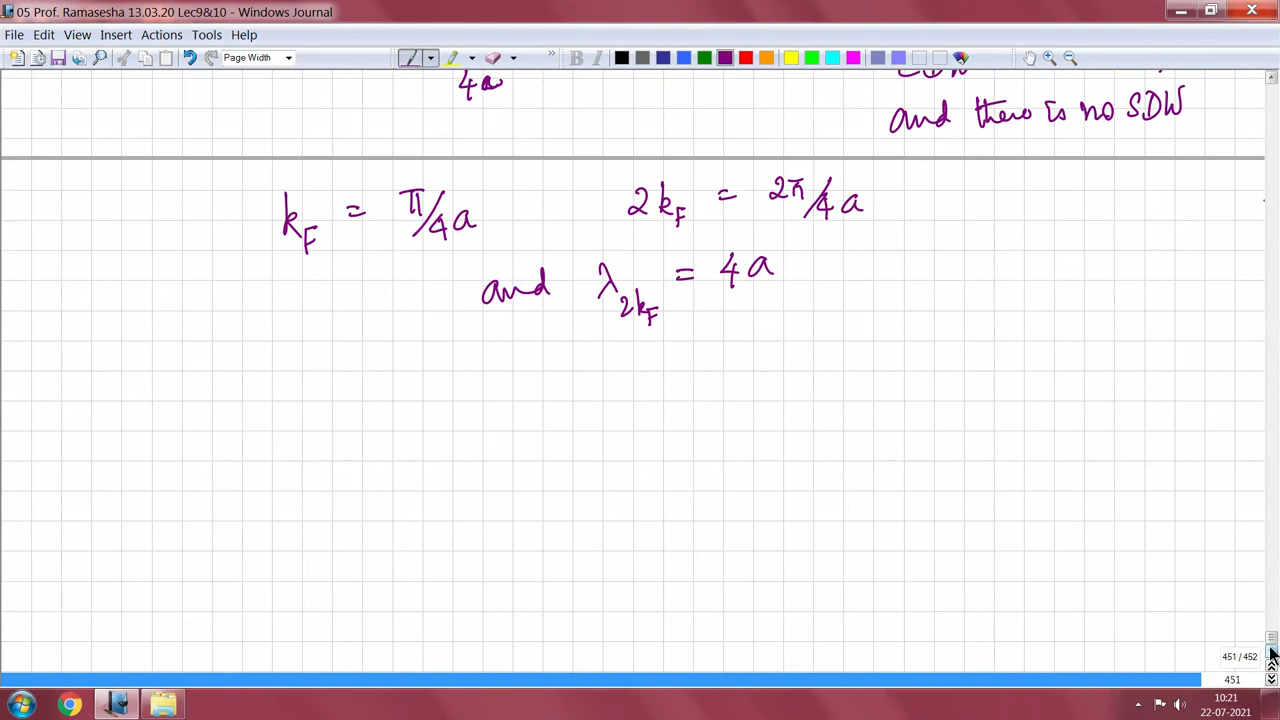 05 Prof. Ramasesha 13.03.20 Lec9&10 - Windows Journal
File Edit View Insert Actions Tools Help
Page Width
4a
and there is no SDW
k_F = π/4a 2k_F = 2π/4a
and λ_2k_F = 4a
451 / 452
451
10:21
22-07-2021